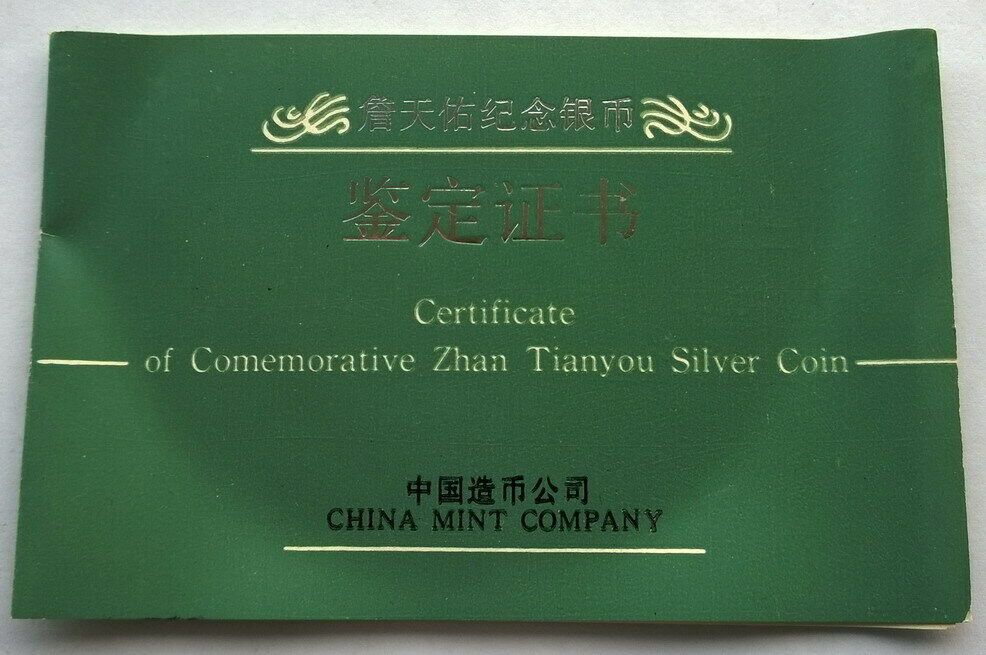 詹天佑纪念银币
鉴定证书
Certificate
of Comemorative Zhan Tianyou Silver Coin
中国造币公司
CHINA MINT COMPANY